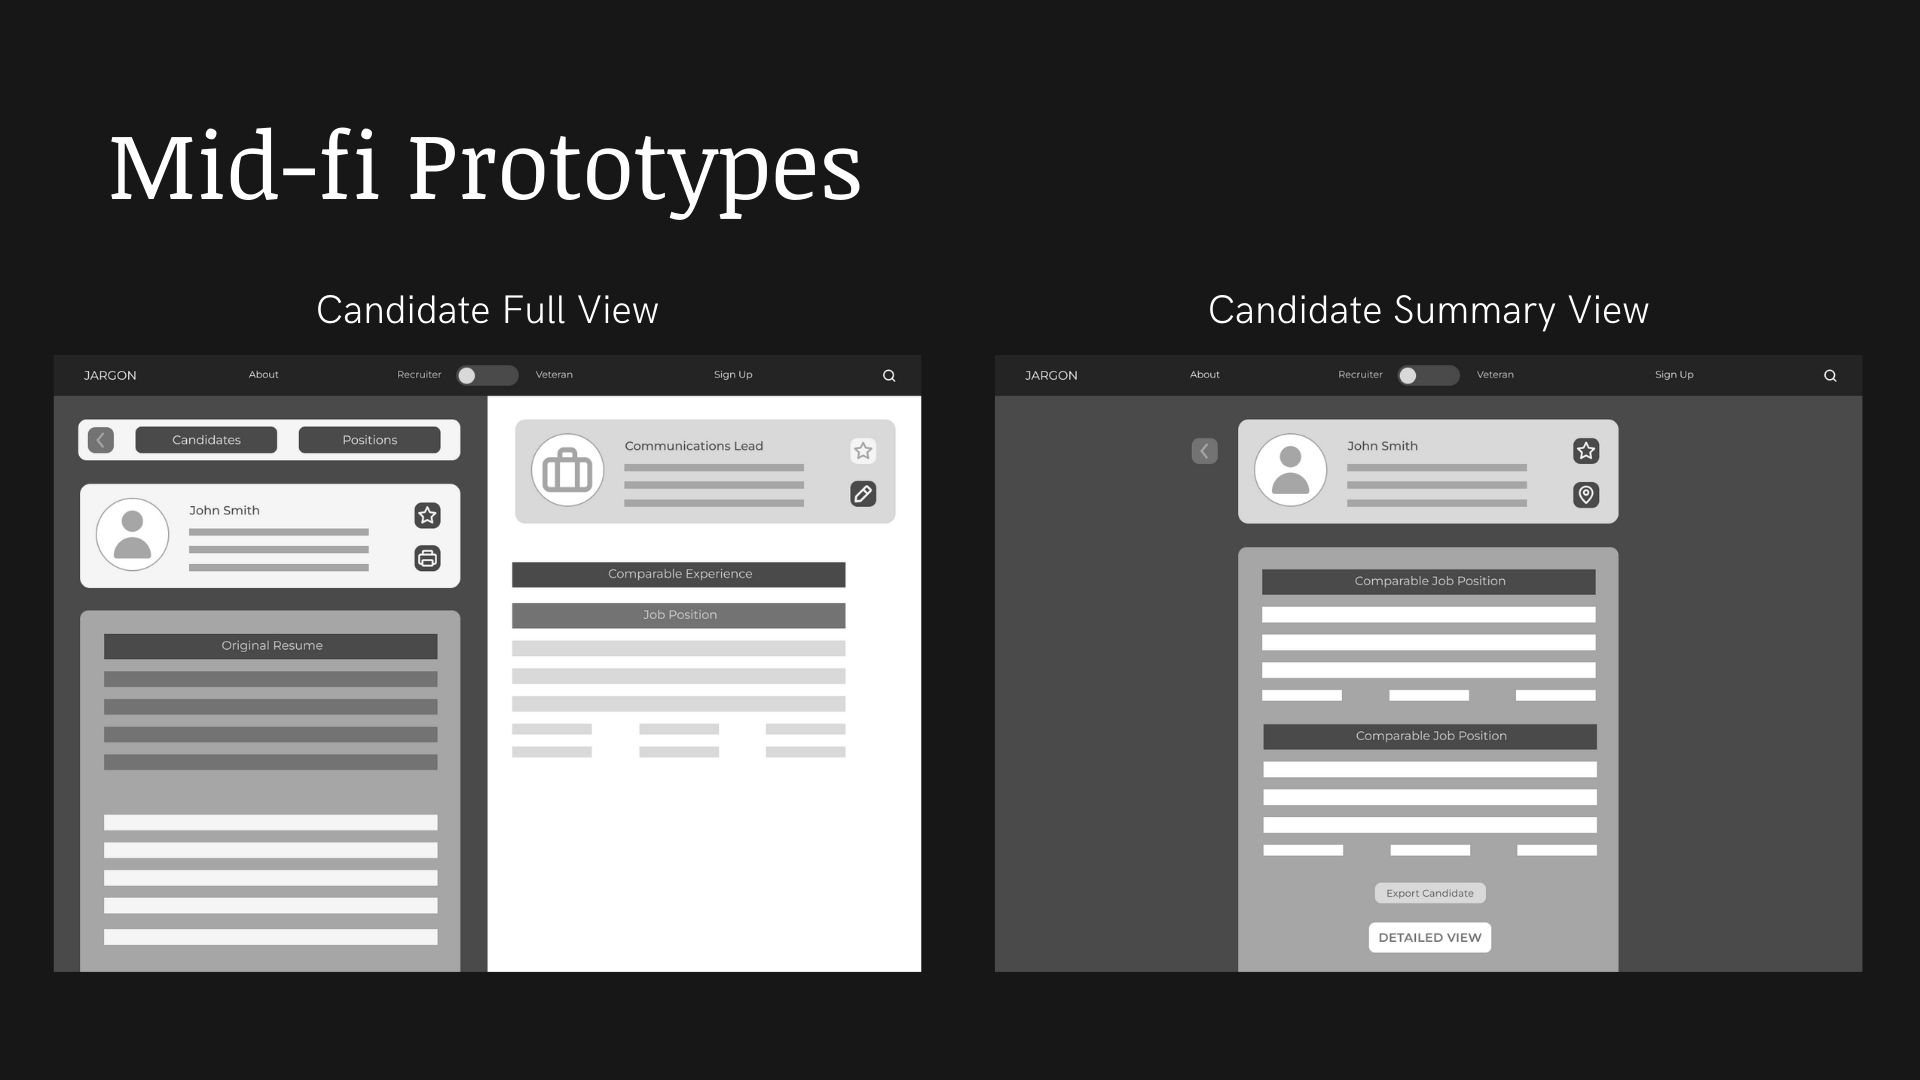 Mid-fi Prototypes
Candidate Full View
JARGON
About
Recruiter
Veteran
Sign Up
Candidates
Positions
John Smith
Original Resume
Communications Lead
Comparable Experience
Job Position
Candidate Summary View
JARGON
About
Recruiter
Veteran
Sign Up
John Smith
Comparable Job Position
Comparable Job Position
Export Candidate
DETAILED VIEW